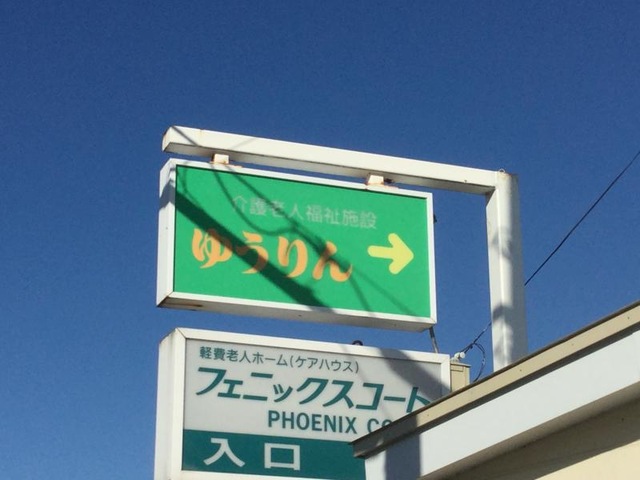 介護老人福祉施設
ゆうりん →
軽費老人ホーム(ケアハウス)
フェニックスコート
PHOENIX
入口